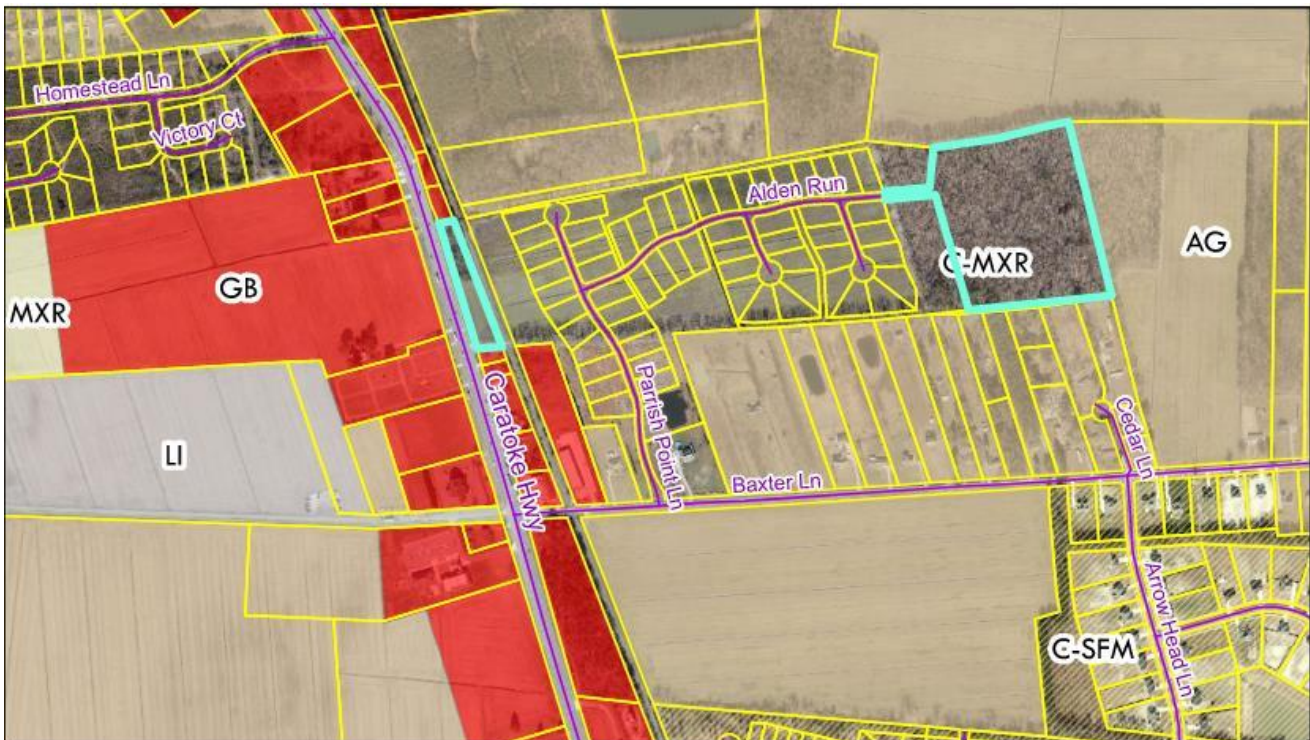 Homestead Ln
Victory Ct
Alden Run
AG
C-MXR
GB
MXR
Caratoke Hwy
Parrish Point Ln
Cedar Ln
LI
Baxter Ln
Arrow Head Ln
C-SFM